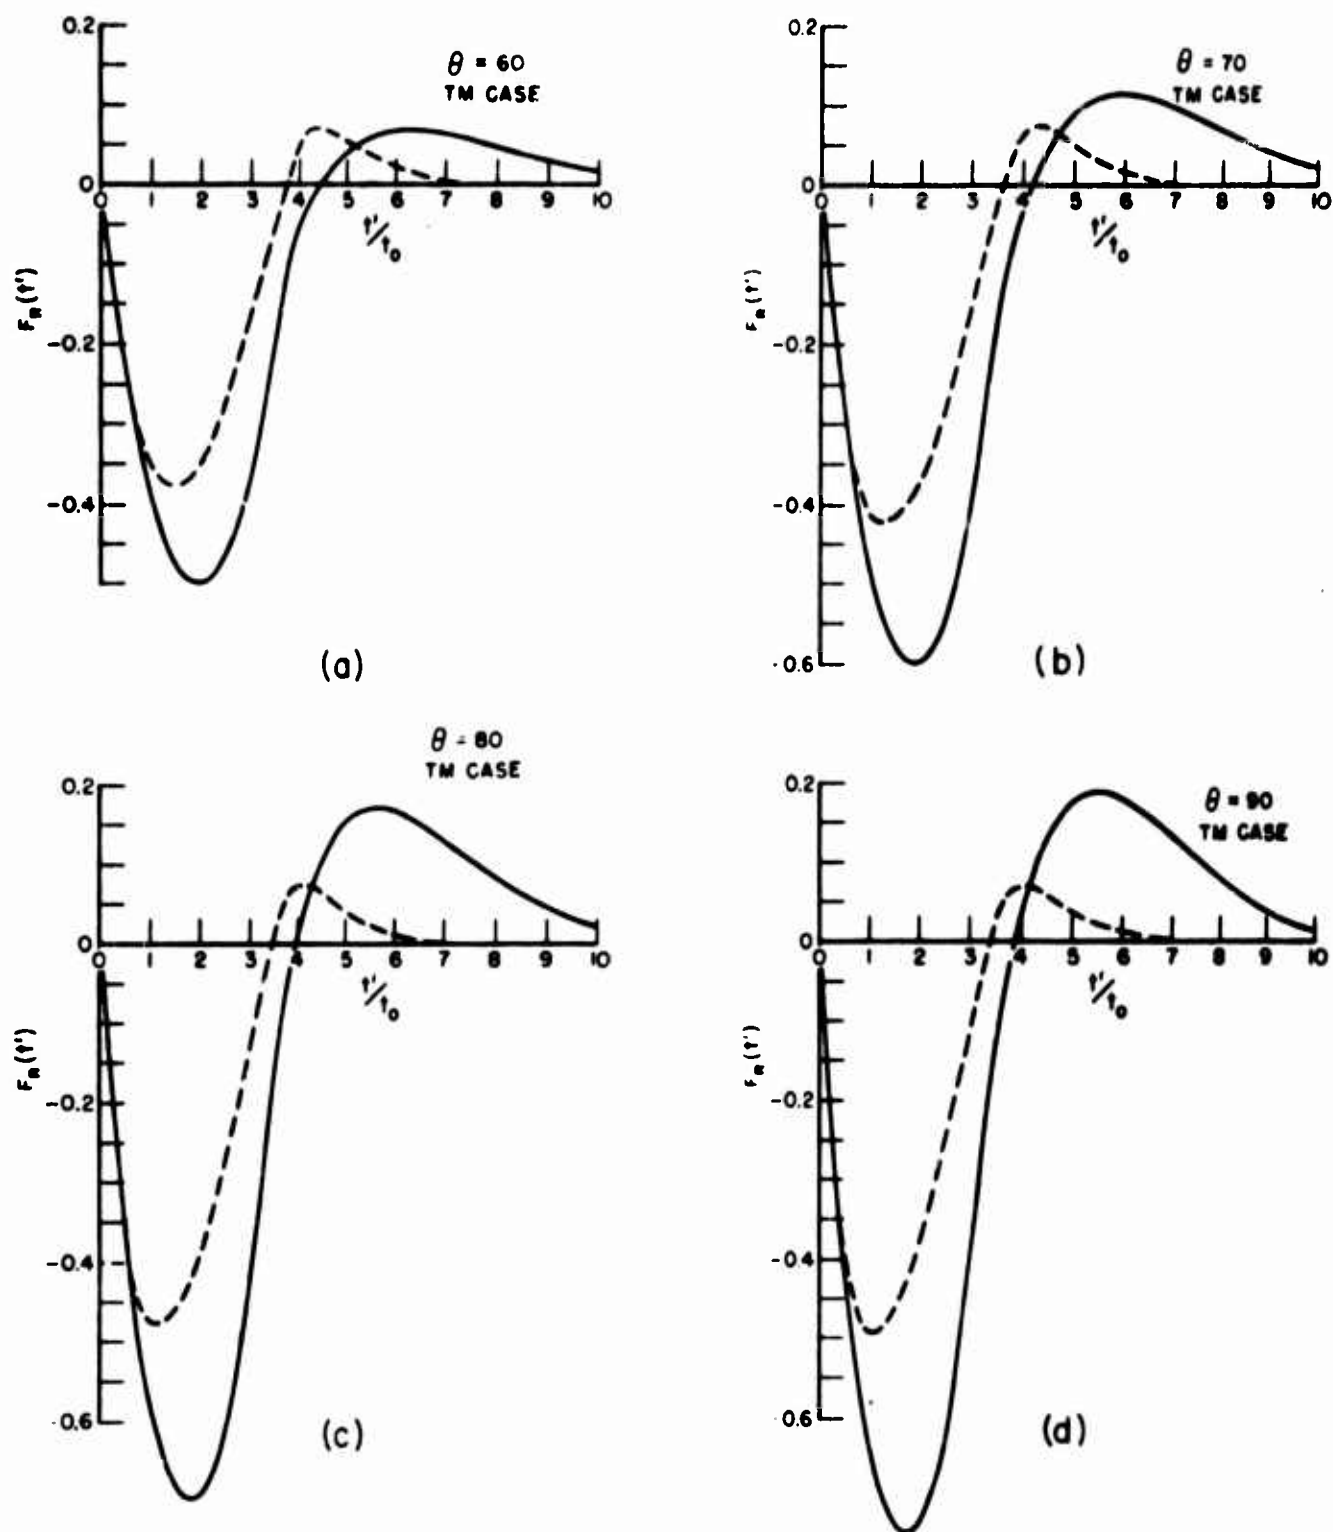 0.2
θ = 60
TM CASE
0
0 1 2 3 4 5 6 7 8 9 10
t'/t₀
F_R(t')
-0.2
-0.4
(a)
0.2
θ = 70
TM CASE
0
0 1 2 3 4 5 6 7 8 9 10
t'/t₀
F_R(t')
-0.2
-0.4
-0.6
(b)
θ = 80
TM CASE
0.2
0
0 1 2 3 4 5 6 7 8 9 10
t'/t₀
F_R(t')
-0.2
-0.4
-0.6
(c)
0.2
θ = 90
TM CASE
0
0 1 2 3 4 5 6 7 8 9 10
t'/t₀
F_R(t')
-0.2
-0.4
-0.6
(d)